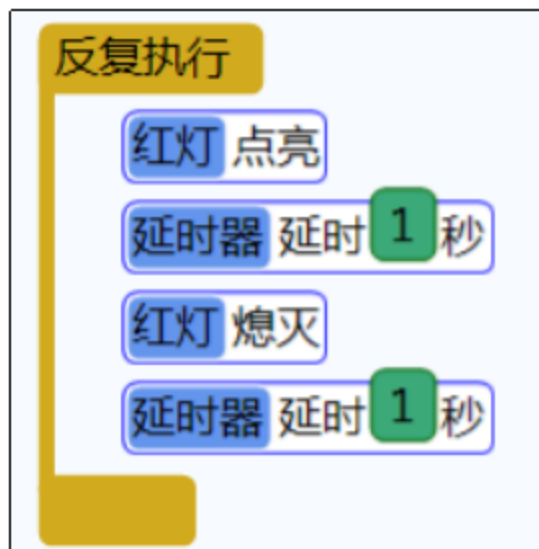 反复执行
红灯 点亮
延时器 延时 1 秒
红灯 熄灭
延时器 延时 1 秒